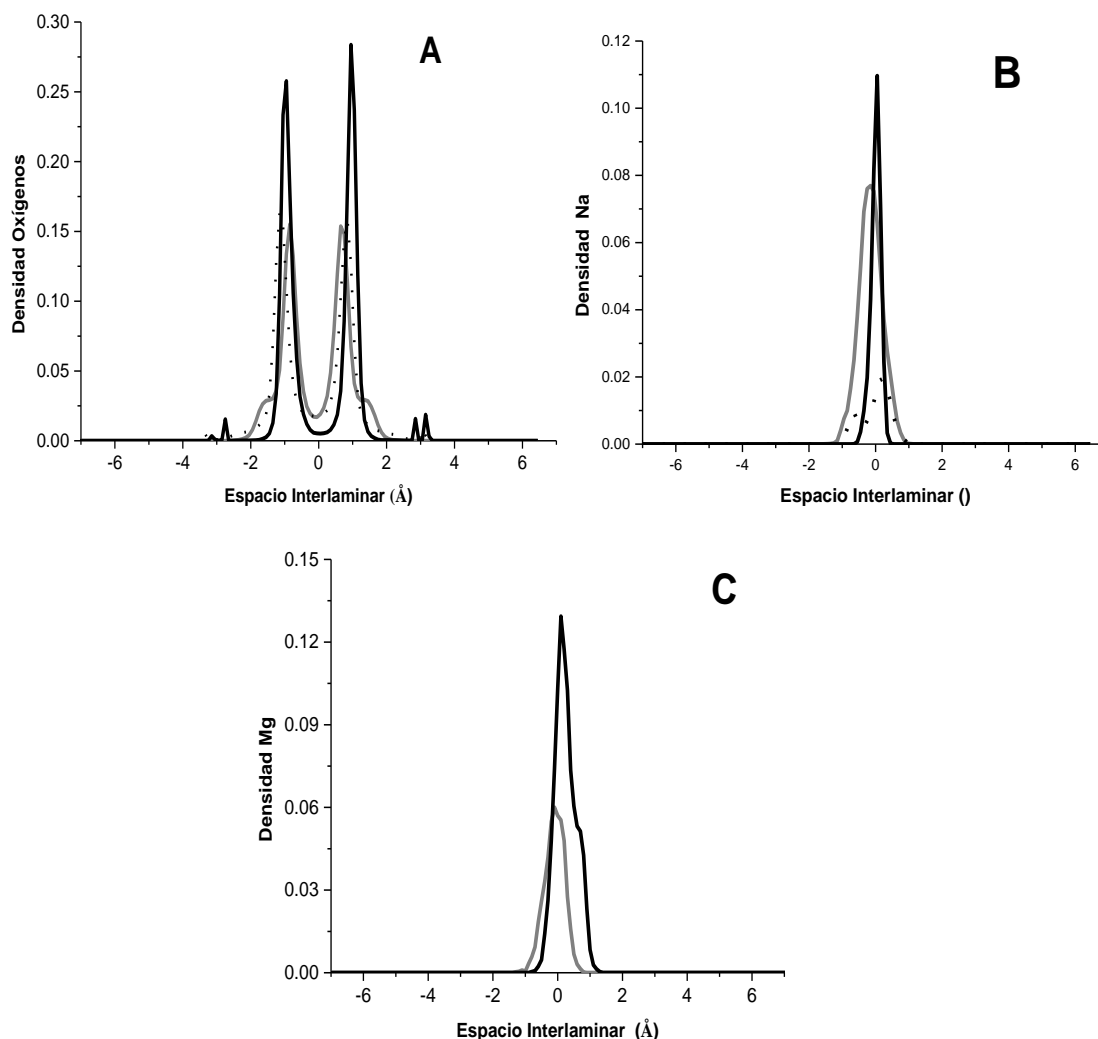 A
0.30
0.25
0.20
0.15
0.10
0.05
0.00
Densidad Oxígenos
-6 -4 -2 0 2 4 6
Espacio Interlaminar (Å)
B
0.12
0.10
0.08
0.06
0.04
0.02
0.00
Densidad Na
-6 -4 -2 0 2 4 6
Espacio Interlaminar ()
C
0.15
0.12
0.09
0.06
0.03
0.00
Densidad Mg
-6 -4 -2 0 2 4 6
Espacio Interlaminar (Å)